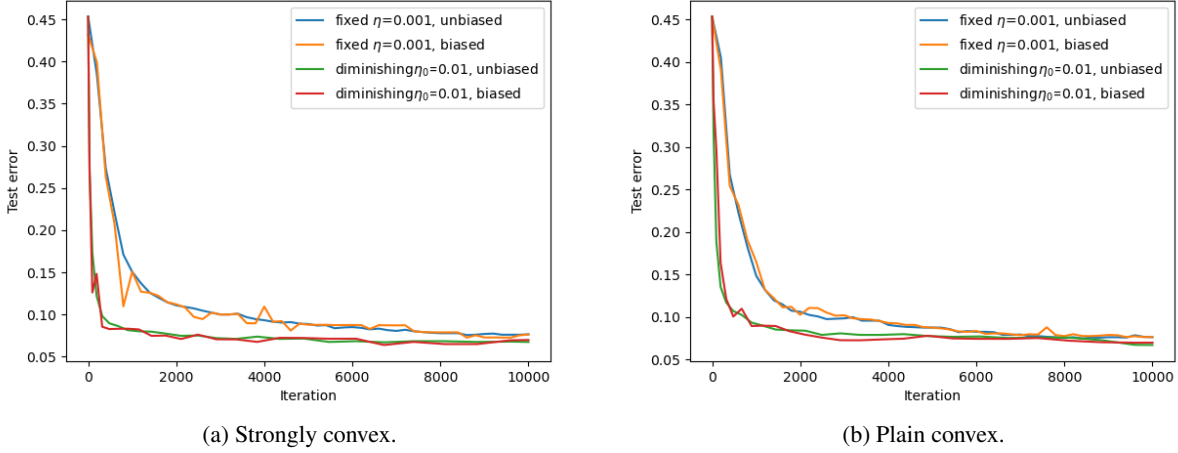 0.45
0.40
0.35
0.30
0.25
0.20
0.15
0.10
0.05
Test error
fixed η=0.001, unbiased
fixed η=0.001, biased
diminishingη₀=0.01, unbiased
diminishingη₀=0.01, biased
0 2000 4000 6000 8000 10000
Iteration
(a) Strongly convex.
0.45
0.40
0.35
0.30
0.25
0.20
0.15
0.10
0.05
Test error
fixed η=0.001, unbiased
fixed η=0.001, biased
diminishingη₀=0.01, unbiased
diminishingη₀=0.01, biased
0 2000 4000 6000 8000 10000
Iteration
(b) Plain convex.